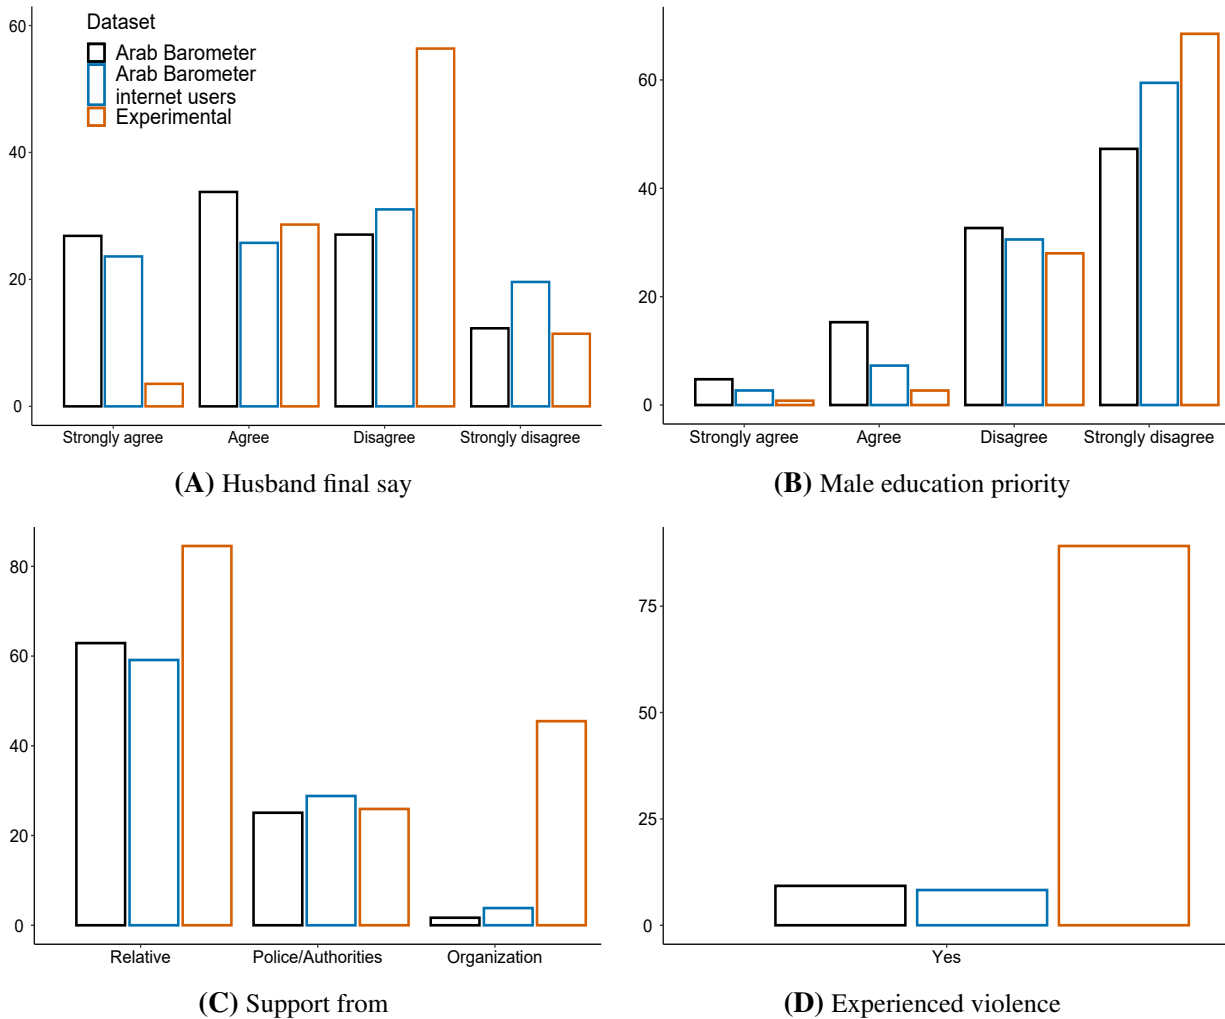 Dataset
Arab Barometer
Arab Barometer
internet users
Experimental
60
40
20
0
Strongly agree Agree Disagree Strongly disagree
(A) Husband final say
60
40
20
0
Strongly agree Agree Disagree Strongly disagree
(B) Male education priority
80
60
40
20
0
Relative Police/Authorities Organization
(C) Support from
75
50
25
0
Yes
(D) Experienced violence